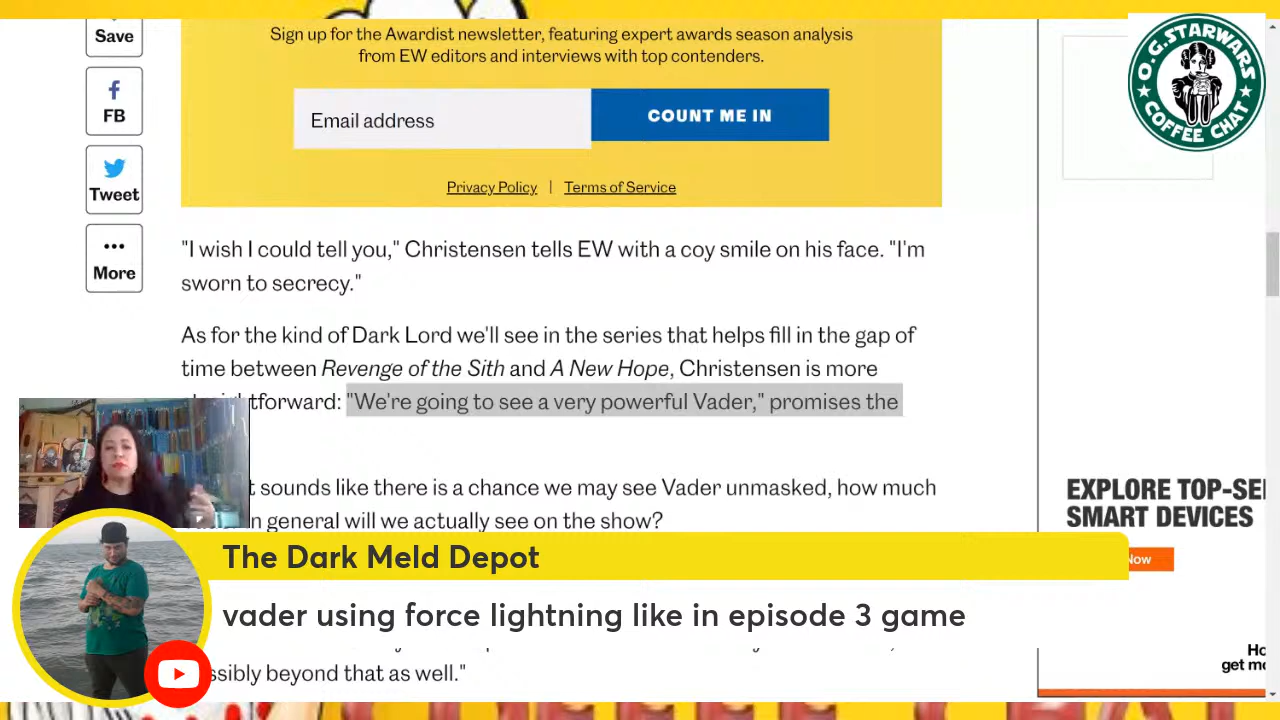 Save
FB
Tweet
More
Sign up for the Awardist newsletter, featuring expert awards season analysis
from EW editors and interviews with top contenders.
Email address
COUNT ME IN
Privacy Policy | Terms of Service
O.G.STARWARS
COFFEE CHAT
"I wish I could tell you," Christensen tells EW with a coy smile on his face. "I'm
sworn to secrecy."
As for the kind of Dark Lord we'll see in the series that helps fill in the gap of
time between Revenge of the Sith and A New Hope, Christensen is more
tforward: "We're going to see a very powerful Vader," promises the
t sounds like there is a chance we may see Vader unmasked, how much
n general will we actually see on the show?
EXPLORE TOP-SE
SMART DEVICES
Now
The Dark Meld Depot
vader using force lightning like in episode 3 game
ssibly beyond that as well."
Ho
get mo